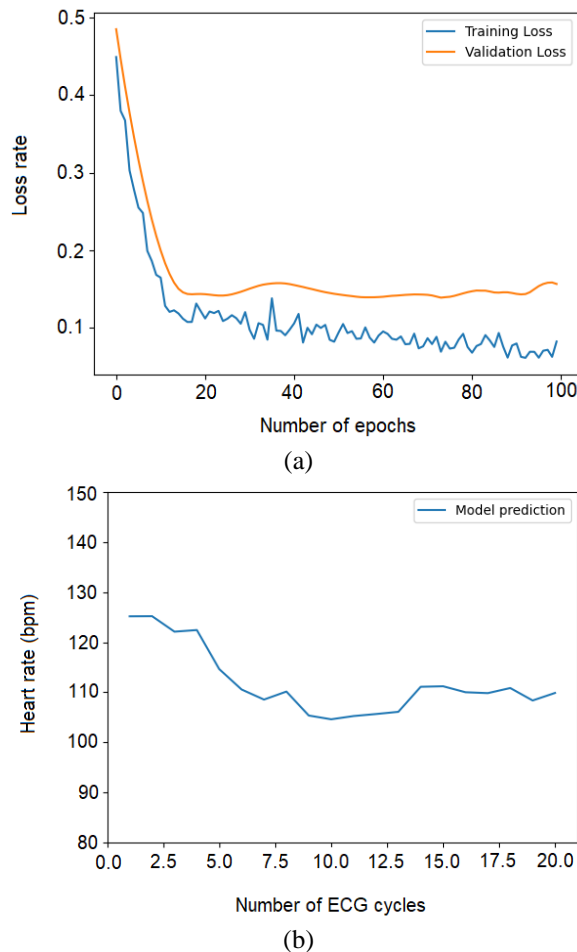 0.5
Training Loss
Validation Loss
0.4
0.3
0.2
0.1
Loss rate
0 20 40 60 80 100
Number of epochs
(a)
150
Model prediction
140
130
120
110
100
90
80
Heart rate (bpm)
0.0 2.5 5.0 7.5 10.0 12.5 15.0 17.5 20.0
Number of ECG cycles
(b)